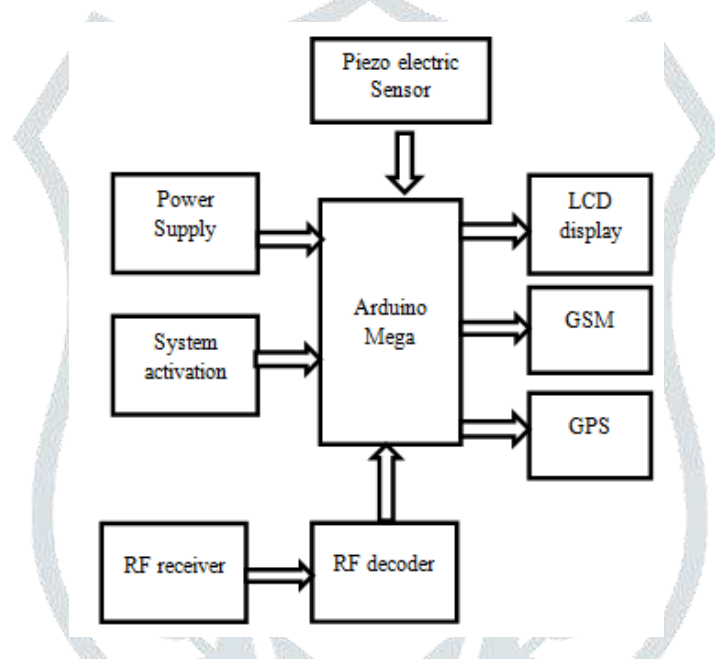 Piezo electric
Sensor
Power
Supply
LCD
display
Arduino
Mega
System
activation
GSM
GPS
RF receiver
RF decoder